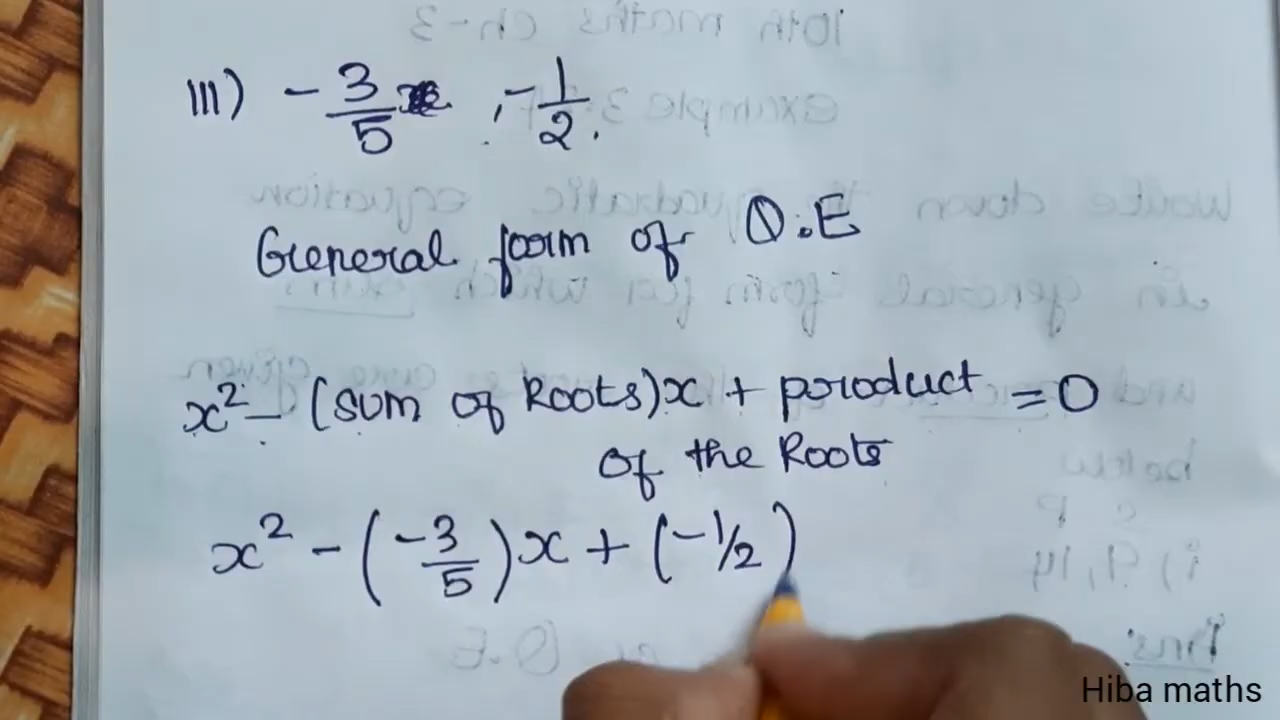 III) - 3/5 , - 1/2.
General form of Q.E
x² - (sum of Roots)x + product = 0
of the Roots
x² - (-3/5)x + (-1/2)
Hiba maths